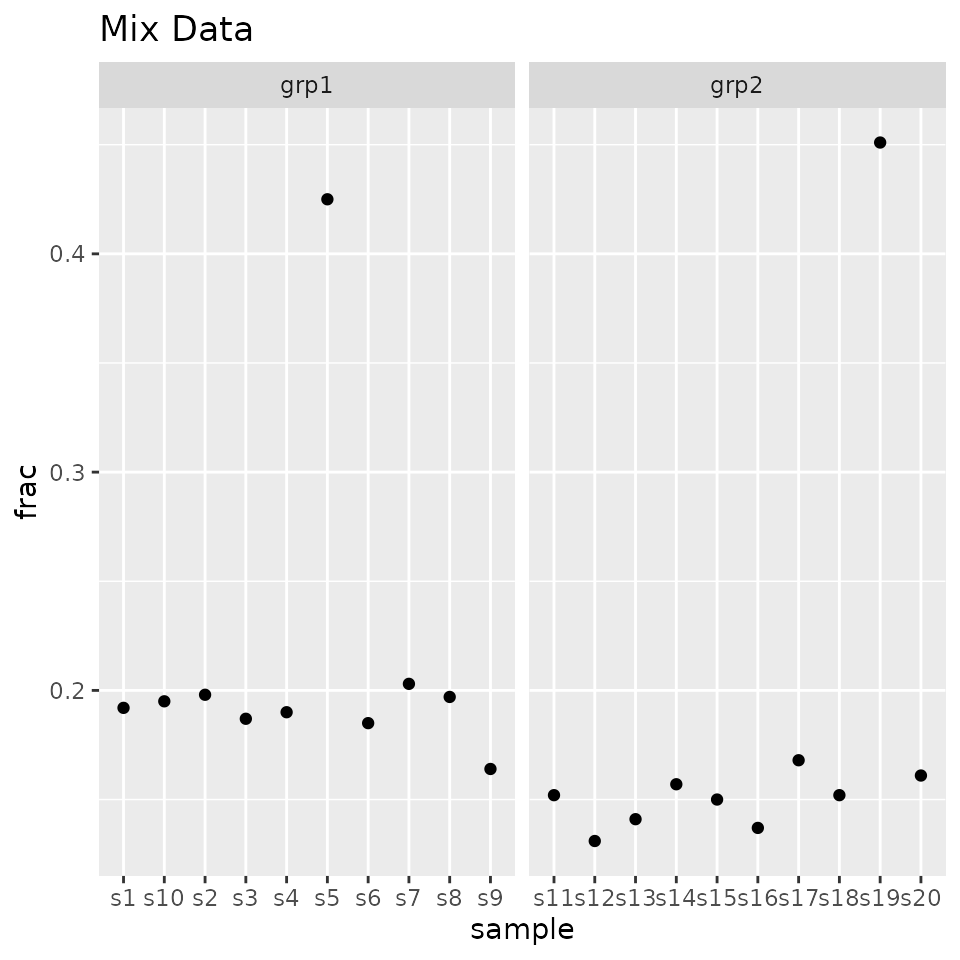 Mix Data
grp1 grp2
frac
0.4
0.3
0.2
s1 s10 s2 s3 s4 s5 s6 s7 s8 s9 s11 s12 s13 s14 s15 s16 s17 s18 s19 s20
sample